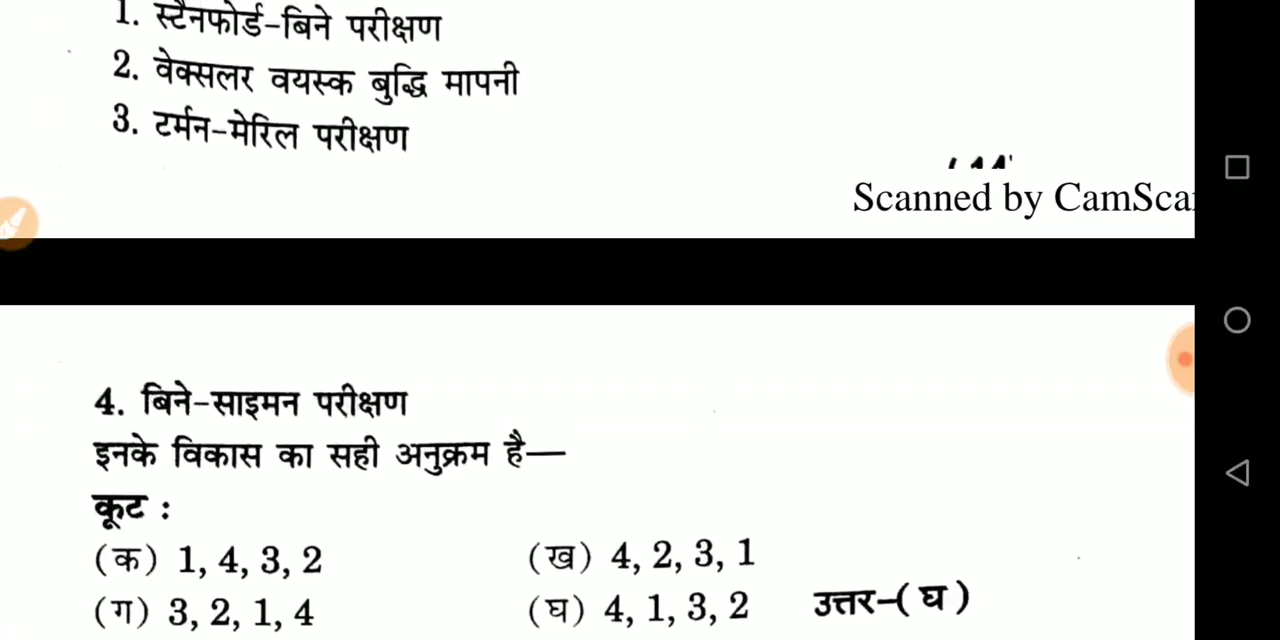 1. स्टैनफोर्ड-बिने परीक्षण
2. वेक्सलर वयस्क बुद्धि मापनी
3. टर्मन-मेरिल परीक्षण
Scanned by CamSca
4. बिने-साइमन परीक्षण
इनके विकास का सही अनुक्रम है—
कूट :
(क) 1, 4, 3, 2 (ख) 4, 2, 3, 1
(ग) 3, 2, 1, 4 (घ) 4, 1, 3, 2 उत्तर-(घ)